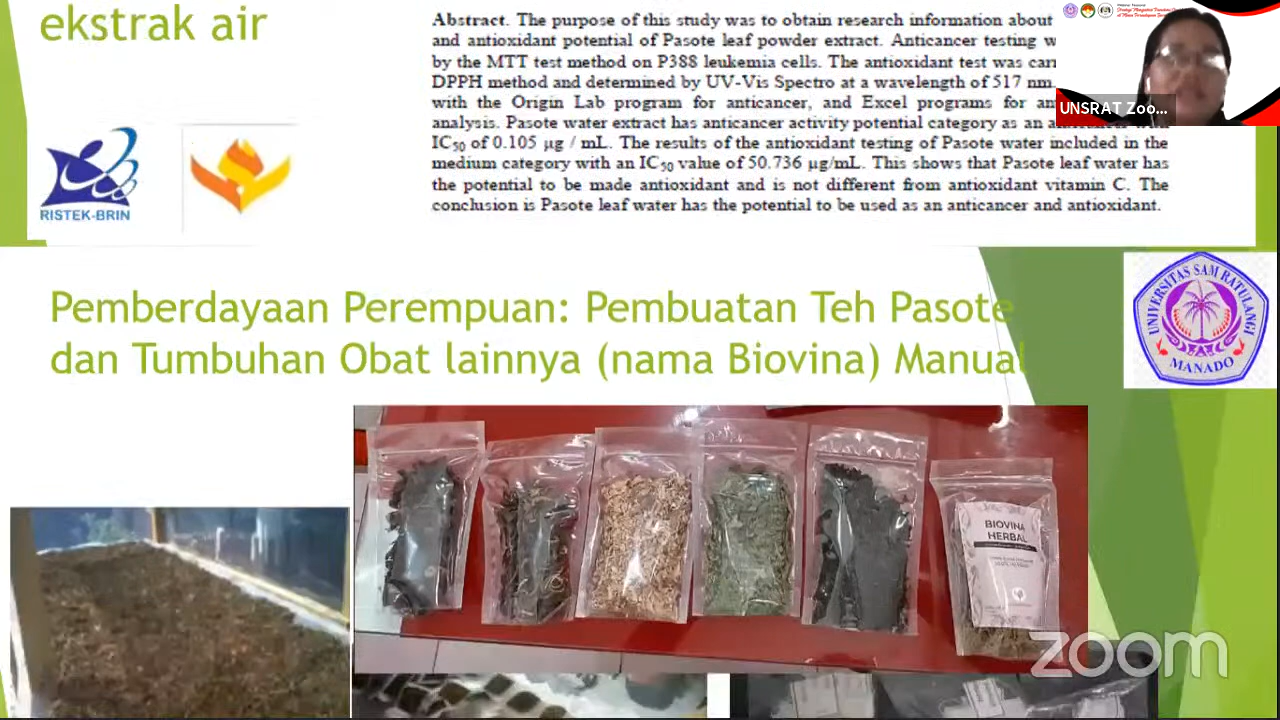 ekstrak air
Abstract. The purpose of this study was to obtain research information about
and antioxidant potential of Pasote leaf powder extract. Anticancer testing w
by the MTT test method on P388 leukemia cells. The antioxidant test was car
DPPH method and determined by UV-Vis Spectro at a wavelength of 517 nm.
with the Origin Lab program for anticancer, and Excel programs for an
analysis. Pasote water extract has anticancer activity potential category as an
IC50 of 0.105 µg / mL. The results of the antioxidant testing of Pasote water included in the
medium category with an IC50 value of 50.736 µg/mL. This shows that Pasote leaf water has
the potential to be made antioxidant and is not different from antioxidant vitamin C. The
conclusion is Pasote leaf water has the potential to be used as an anticancer and antioxidant.
UNSRAT Zoo...
RISTEK-BRIN
Pemberdayaan Perempuan: Pembuatan Teh Pasote
dan Tumbuhan Obat lainnya (nama Biovina) Manual
UNIVERSITAS SAM RATULANGI
MANADO
BIOVINA
HERBAL
zoom